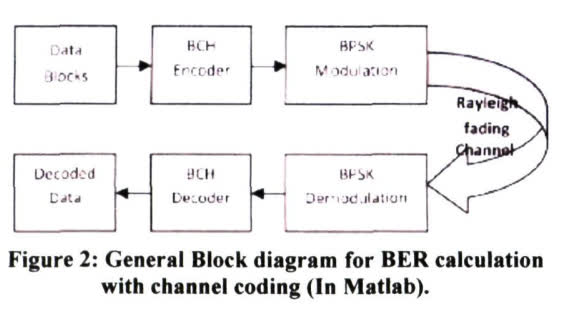 Data
Blocks
BCH
Encoder
BPSK
Modulation
Rayleigh
fading
Channel
Decoded
Data
BCH
Decoder
BPSK
Demodulation
Figure 2: General Block diagram for BER calculation
with channel coding (In Matlab).